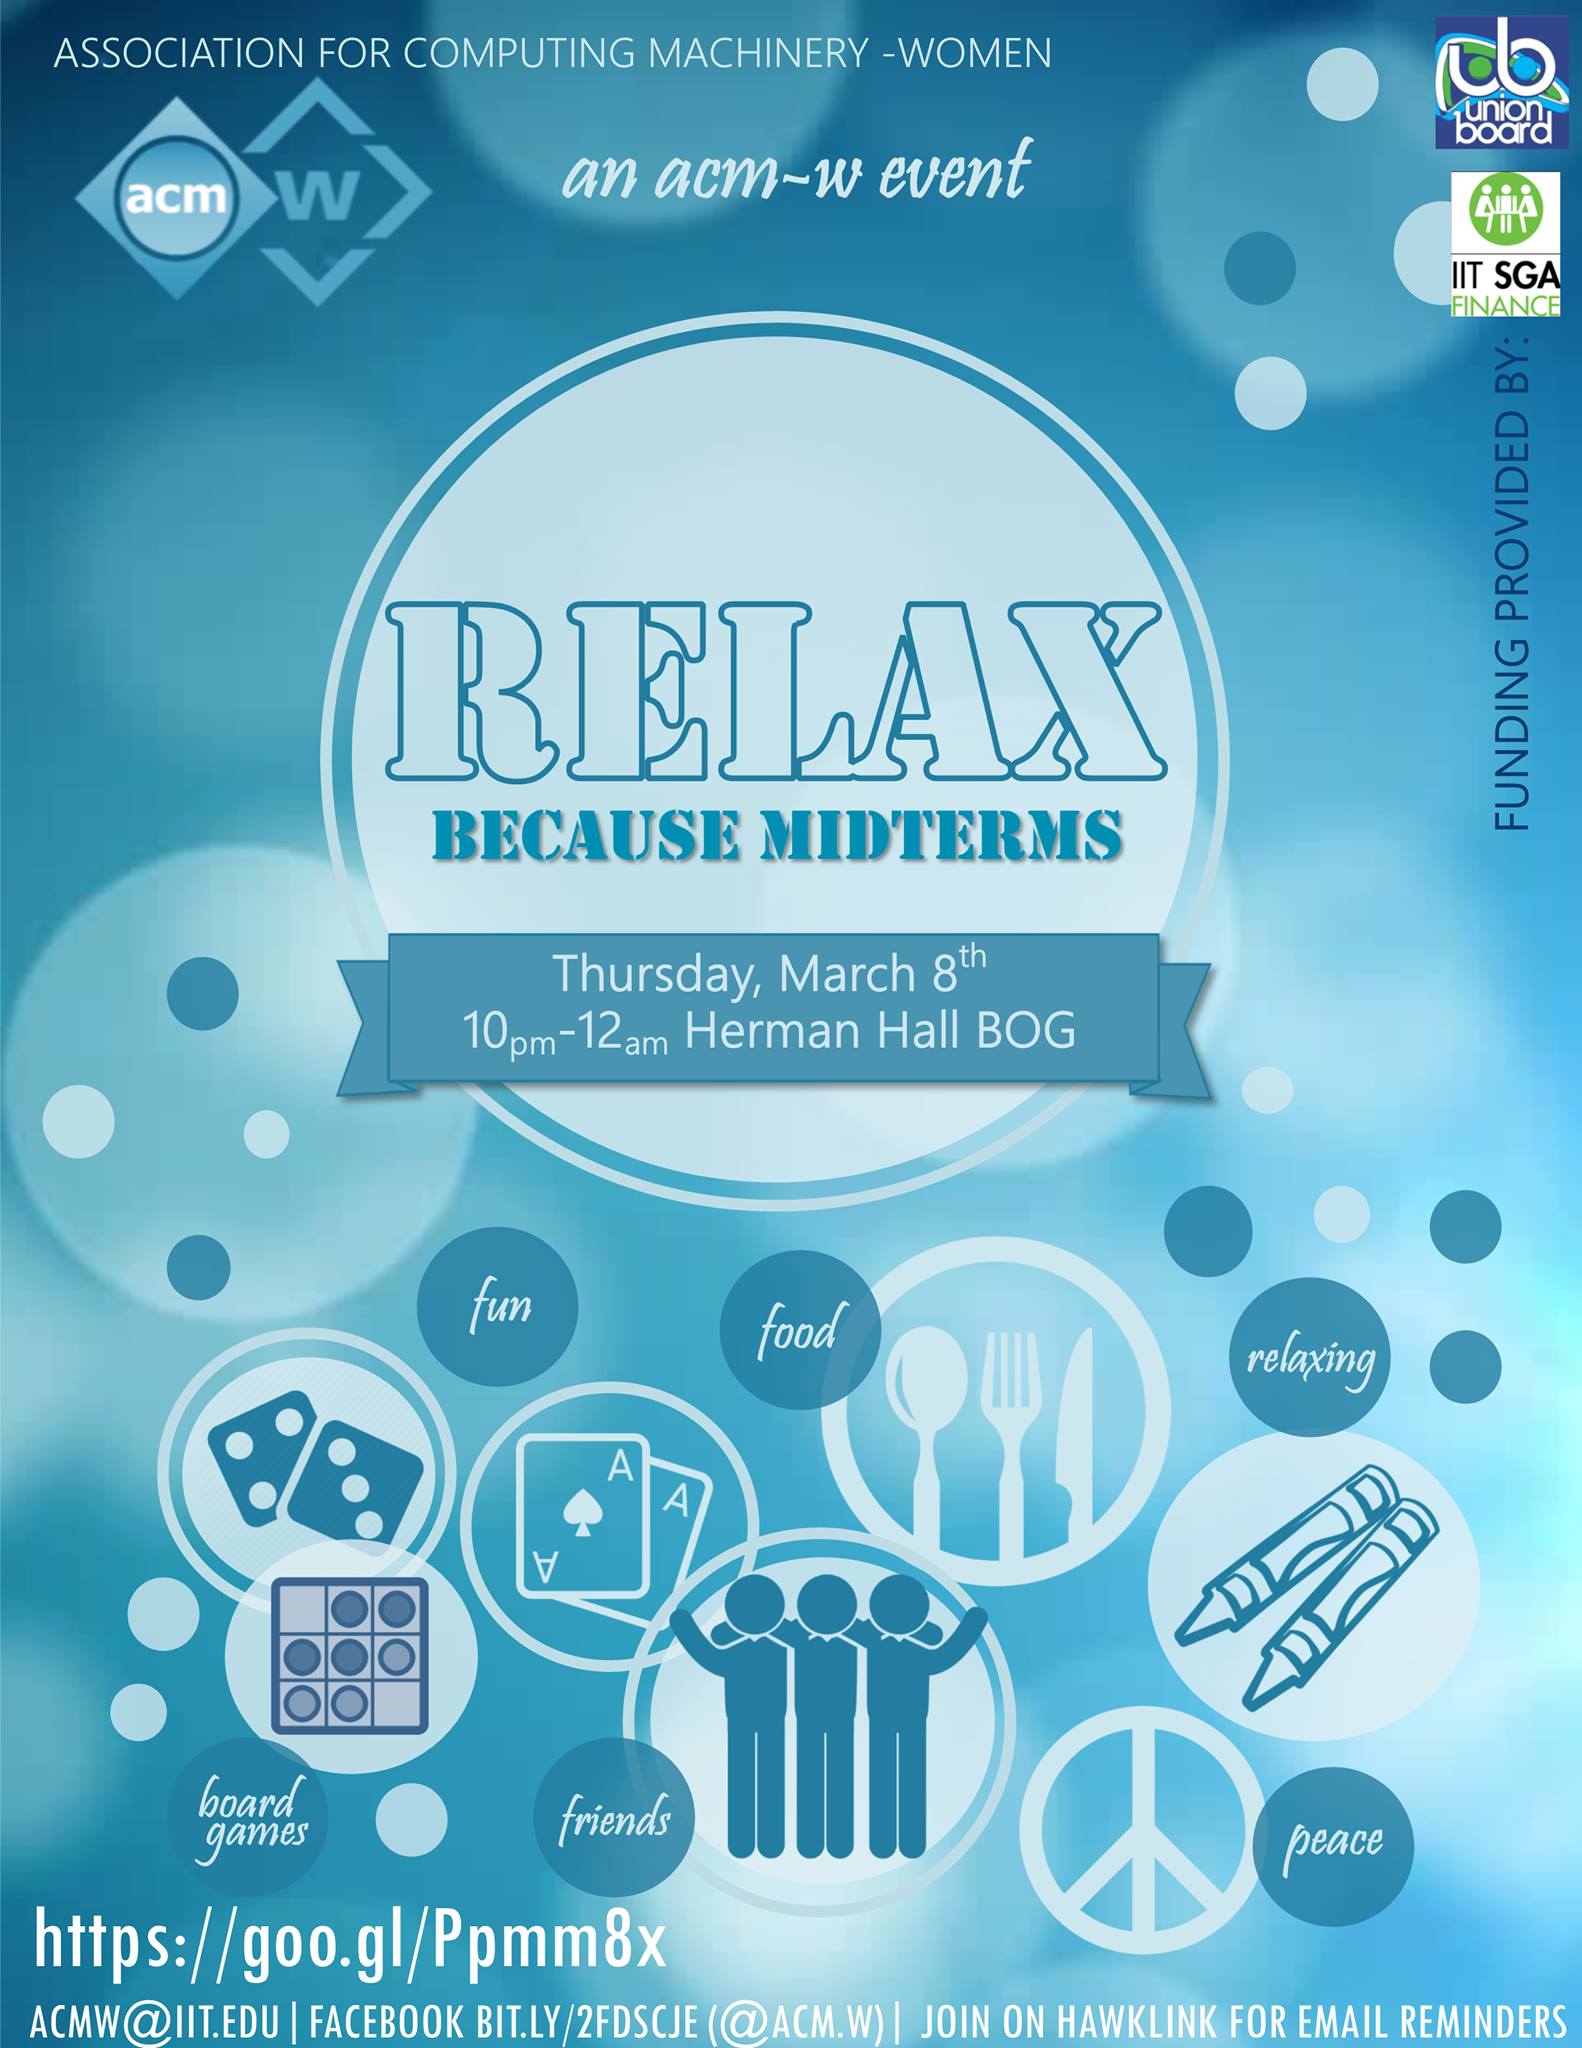 ASSOCIATION FOR COMPUTING MACHINERY -WOMEN
acm W
an acm-w event
ub
union
board
IIT SGA
FINANCE
FUNDING PROVIDED BY:
RELAX
BECAUSE MIDTERMS
Thursday, March 8th
10pm-12am Herman Hall BOG
fun
food
relaxing
A
A
A
board
games
friends
peace
https://goo.gl/Ppmm8x
ACMW@IIT.EDU | FACEBOOK BIT.LY/2FDSCJE (@ACM.W) | JOIN ON HAWKLINK FOR EMAIL REMINDERS